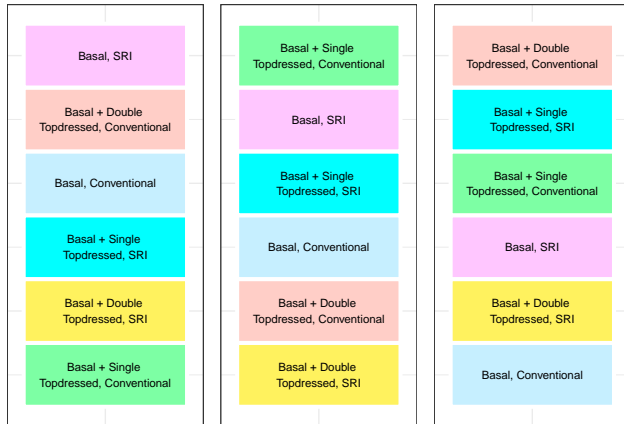 Basal, SRI
Basal + Double
Topdressed, Conventional
Basal, Conventional
Basal + Single
Topdressed, SRI
Basal + Double
Topdressed, SRI
Basal + Single
Topdressed, Conventional
Basal + Single
Topdressed, Conventional
Basal, SRI
Basal + Single
Topdressed, SRI
Basal, Conventional
Basal + Double
Topdressed, Conventional
Basal + Double
Topdressed, SRI
Basal + Double
Topdressed, Conventional
Basal + Single
Topdressed, SRI
Basal + Single
Topdressed, Conventional
Basal, SRI
Basal + Double
Topdressed, SRI
Basal, Conventional